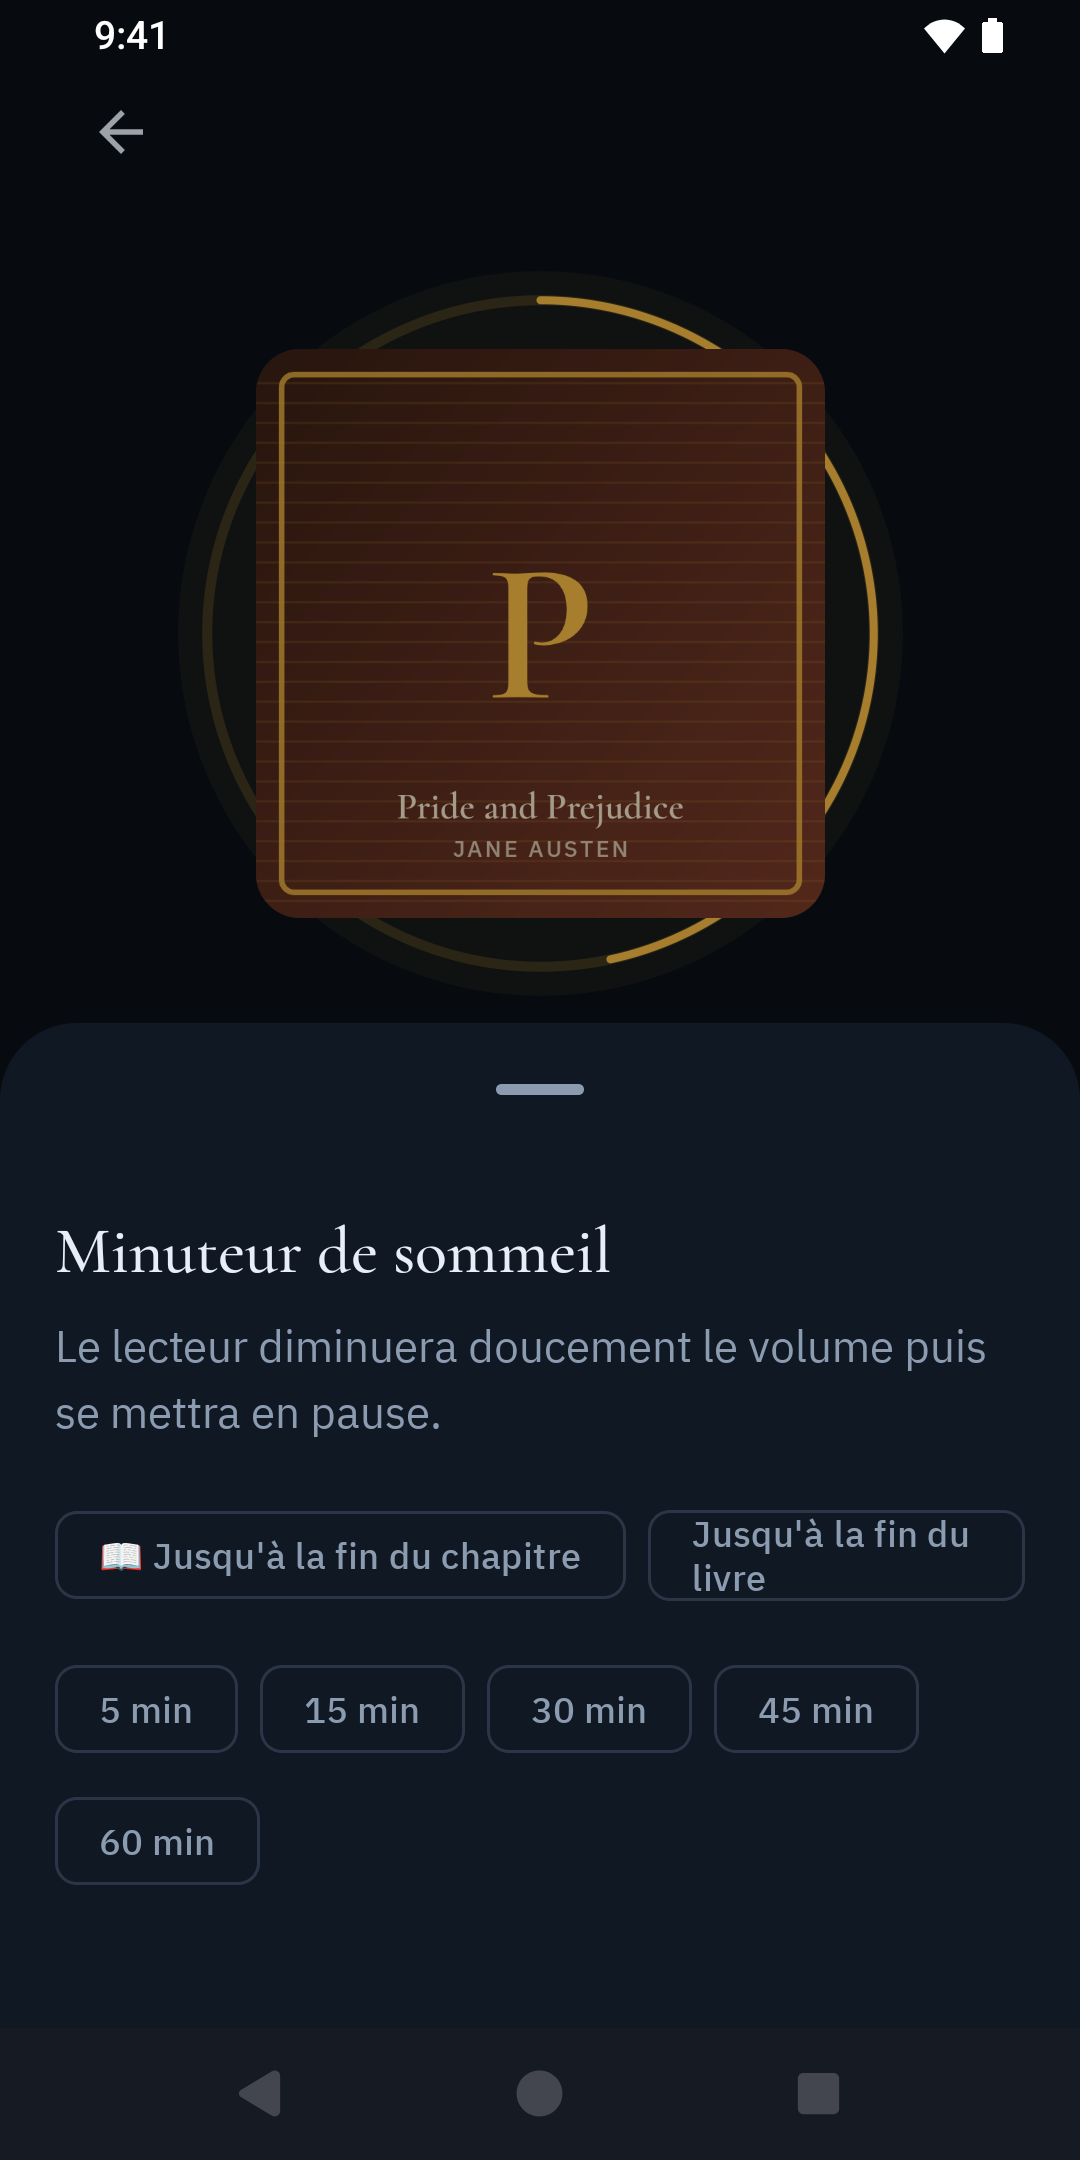 9:41
P
Pride and Prejudice
JANE AUSTEN
Minuteur de sommeil
Le lecteur diminuera doucement le volume puis
se mettra en pause.
📖 Jusqu'à la fin du chapitre
Jusqu'à la fin du
livre
5 min
15 min
30 min
45 min
60 min